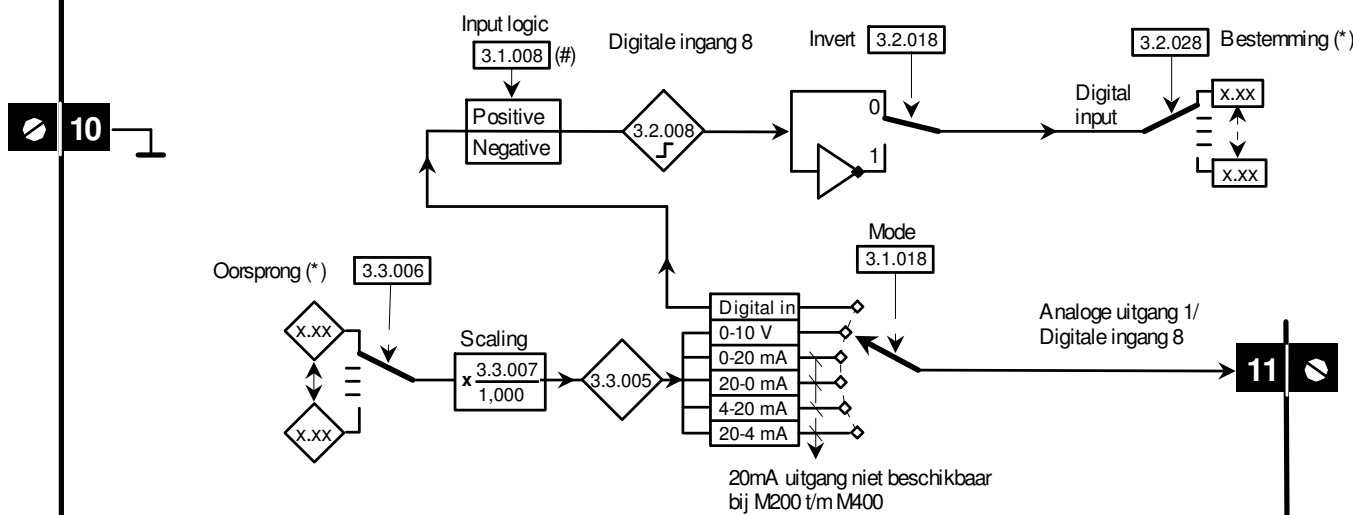 Input logic
3.1.008 (#)
Digitale ingang 8
Invert 3.2.018
3.2.028 Bestemming (*)
10
Positive
Negative
3.2.008
0
1
Digital
input
x.xx
x.xx
Mode
3.1.018
Oorsprong (*) 3.3.006
x.xx
x.xx
Scaling
x 3.3.007
1,000
3.3.005
Digital in
0-10 V
0-20 mA
20-0 mA
4-20 mA
20-4 mA
Analoge uitgang 1/
Digitale ingang 8
11
20mA uitgang niet beschikbaar
bij M200 t/m M400